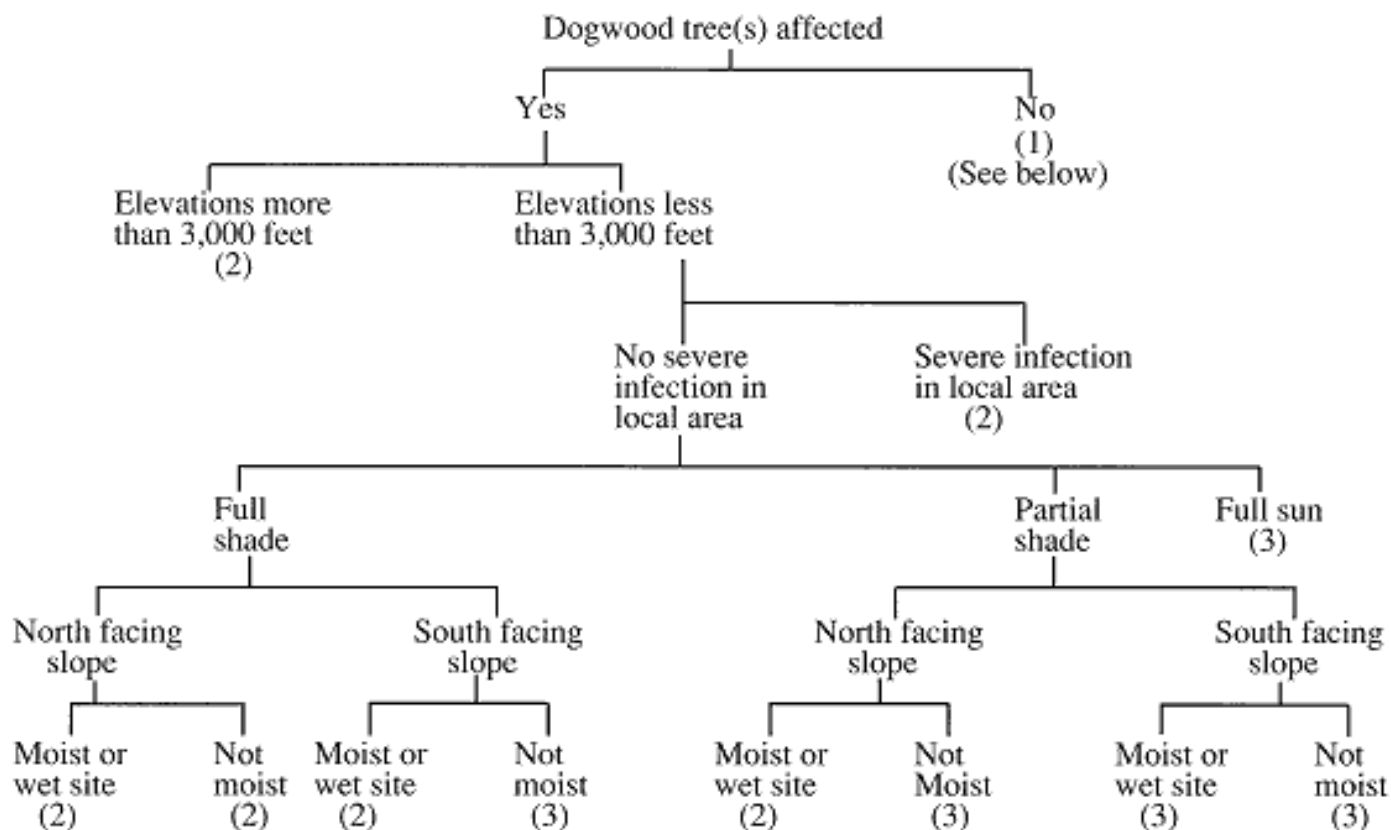 Dogwood tree(s) affected
Yes
No
(1)
(See below)
Elevations more
than 3,000 feet
(2)
Elevations less
than 3,000 feet
No severe
infection in
local area
Severe infection
in local area
(2)
Full
shade
Partial
shade
Full sun
(3)
North facing
slope
South facing
slope
North facing
slope
South facing
slope
Moist or
wet site
(2)
Not
moist
(2)
Moist or
wet site
(2)
Not
moist
(3)
Moist or
wet site
(2)
Not
Moist
(3)
Moist or
wet site
(3)
Not
moist
(3)